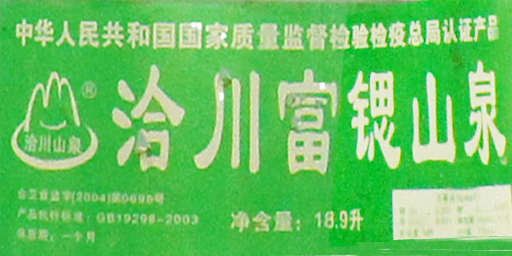 中华人民共和国国家质量监督检验检疫总局认证产品
洽川富锶山泉
®
洽川山泉
合卫食监字(2004)第0695号
产品执行标准：GB19298-2003
净含量：18.9升
保质期：一个月